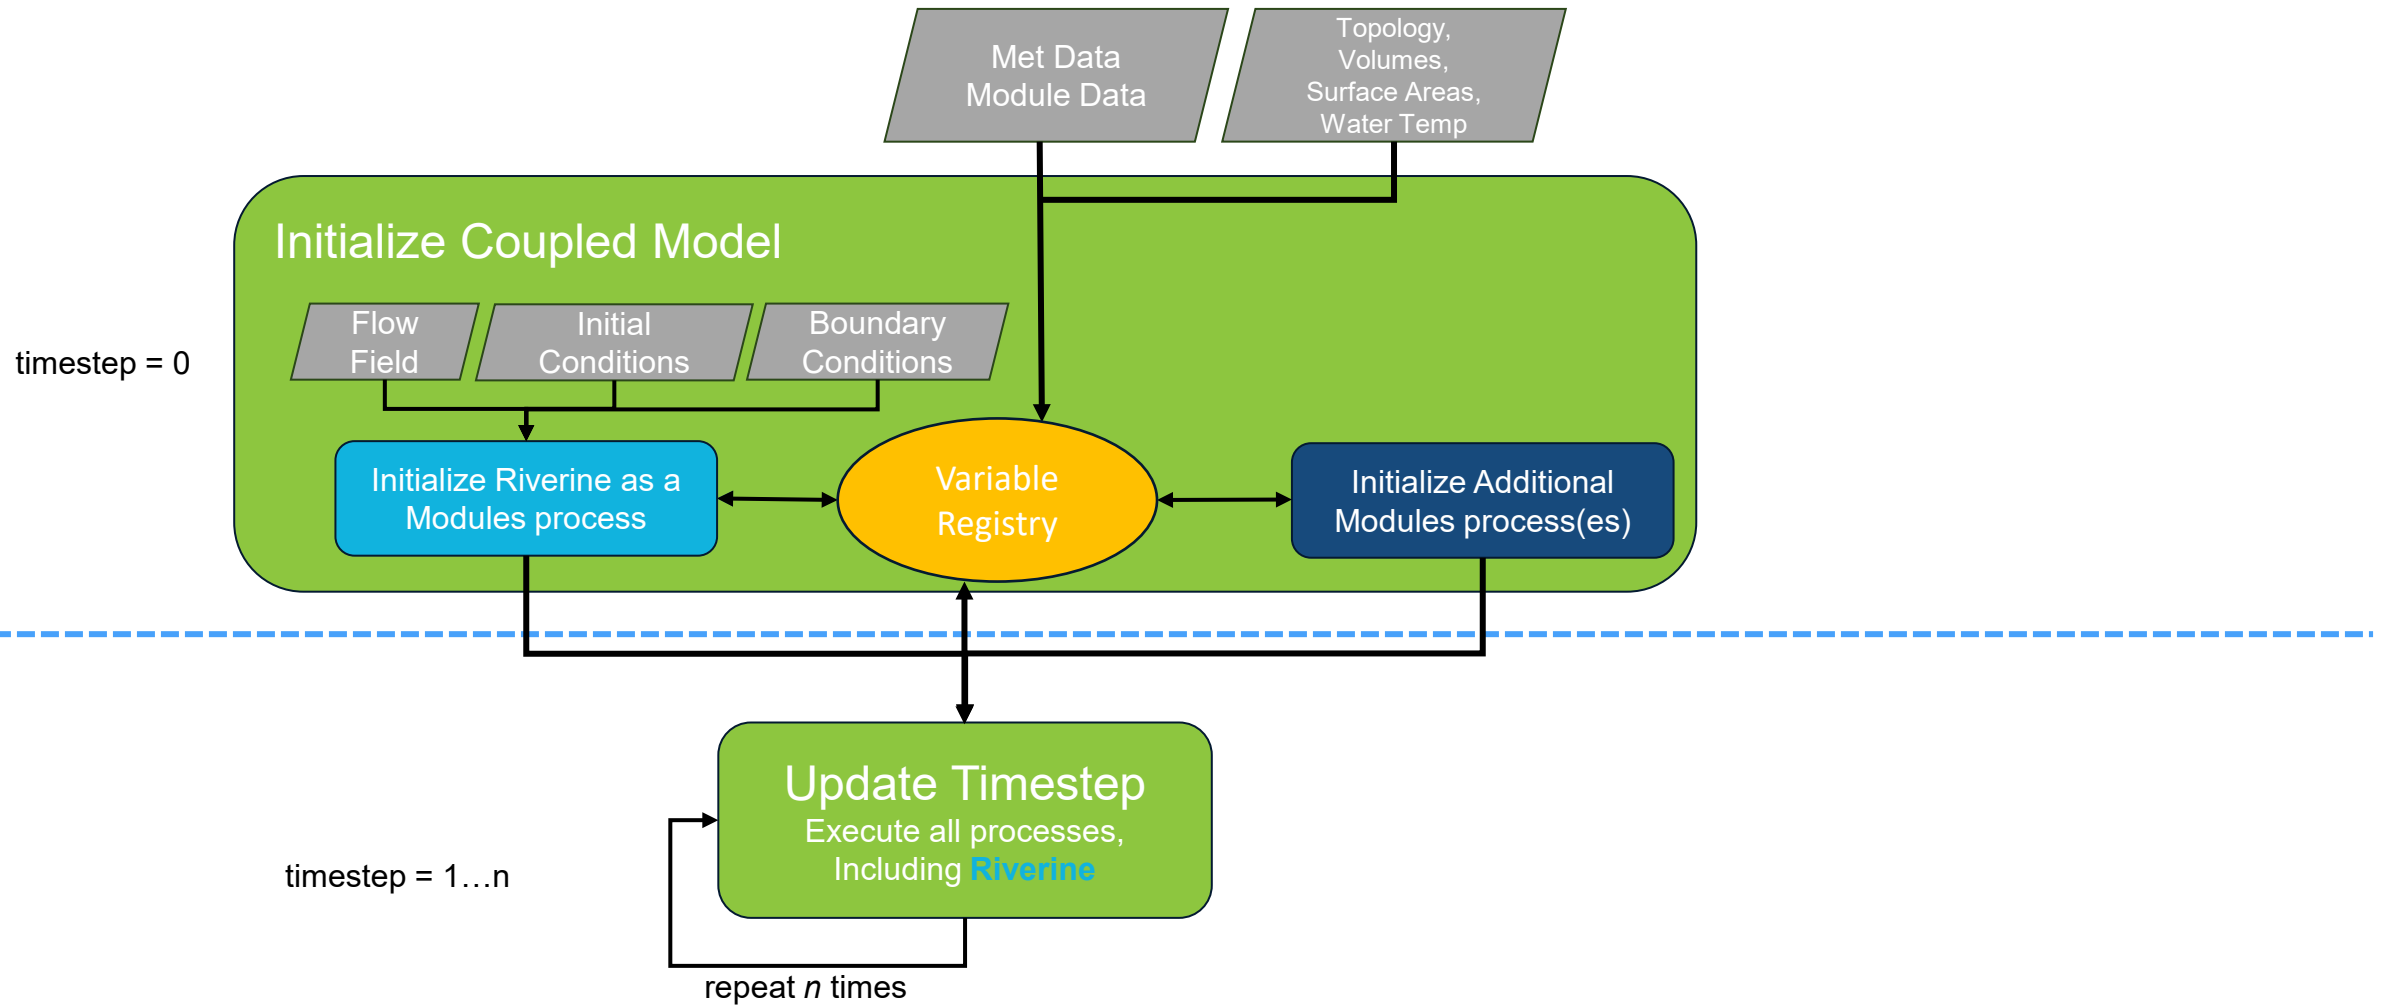 Met Data
Module Data
Topology,
Volumes,
Surface Areas,
Water Temp
Initialize Coupled Model
Flow
Field
Initial
Conditions
Boundary
Conditions
timestep = 0
Initialize Riverine as a
Modules process
Variable
Registry
Initialize Additional
Modules process(es)
Update Timestep
Execute all processes,
Including Riverine
timestep = 1…n
repeat n times